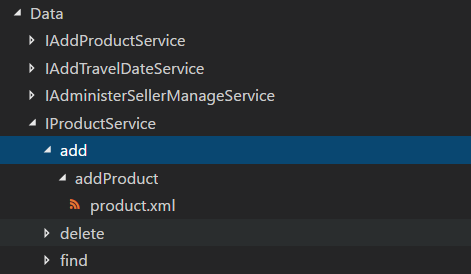 Data
IAddProductService
IAddTravelDateService
IAdministerSellerManageService
IProductService
add
addProduct
product.xml
delete
find